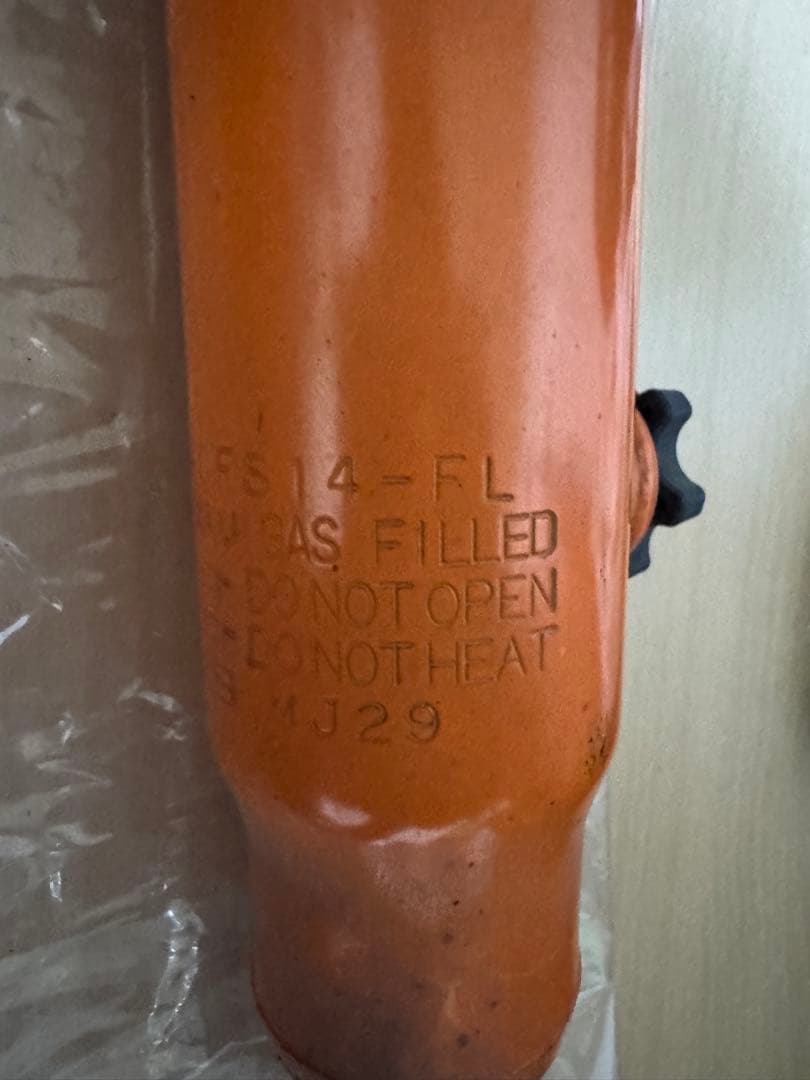 FS14-FL
GAS FILLED
DO NOT OPEN
DO NOT HEAT
MJ29